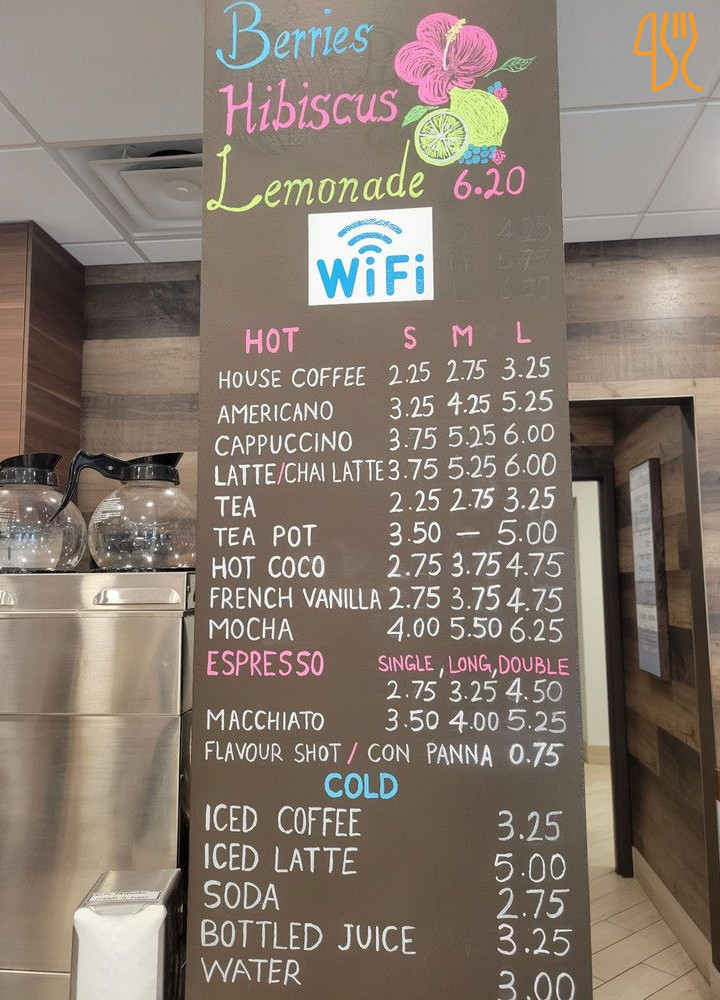 Berries
Hibiscus
Lemonade 6.20
WiFi
HOT S M L
HOUSE COFFEE 2.25 2.75 3.25
AMERICANO 3.25 4.25 5.25
CAPPUCCINO 3.75 5.25 6.00
LATTE/CHAI LATTE 3.75 5.25 6.00
TEA 2.25 2.75 3.25
TEA POT 3.50 — 5.00
HOT COCO 2.75 3.75 4.75
FRENCH VANILLA 2.75 3.75 4.75
MOCHA 4.00 5.50 6.25
ESPRESSO SINGLE, LONG, DOUBLE
2.75 3.25 4.50
MACCHIATO 3.50 4.00 5.25
FLAVOUR SHOT / CON PANNA 0.75
COLD
ICED COFFEE 3.25
ICED LATTE 5.00
SODA 2.75
BOTTLED JUICE 3.25
WATER 3.00